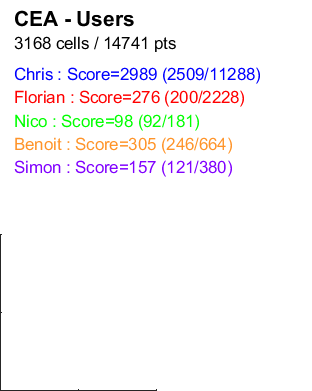 CEA - Users
3168 cells / 14741 pts
Chris : Score=2989 (2509/11288)
Florian : Score=276 (200/2228)
Nico : Score=98 (92/181)
Benoit : Score=305 (246/664)
Simon : Score=157 (121/380)